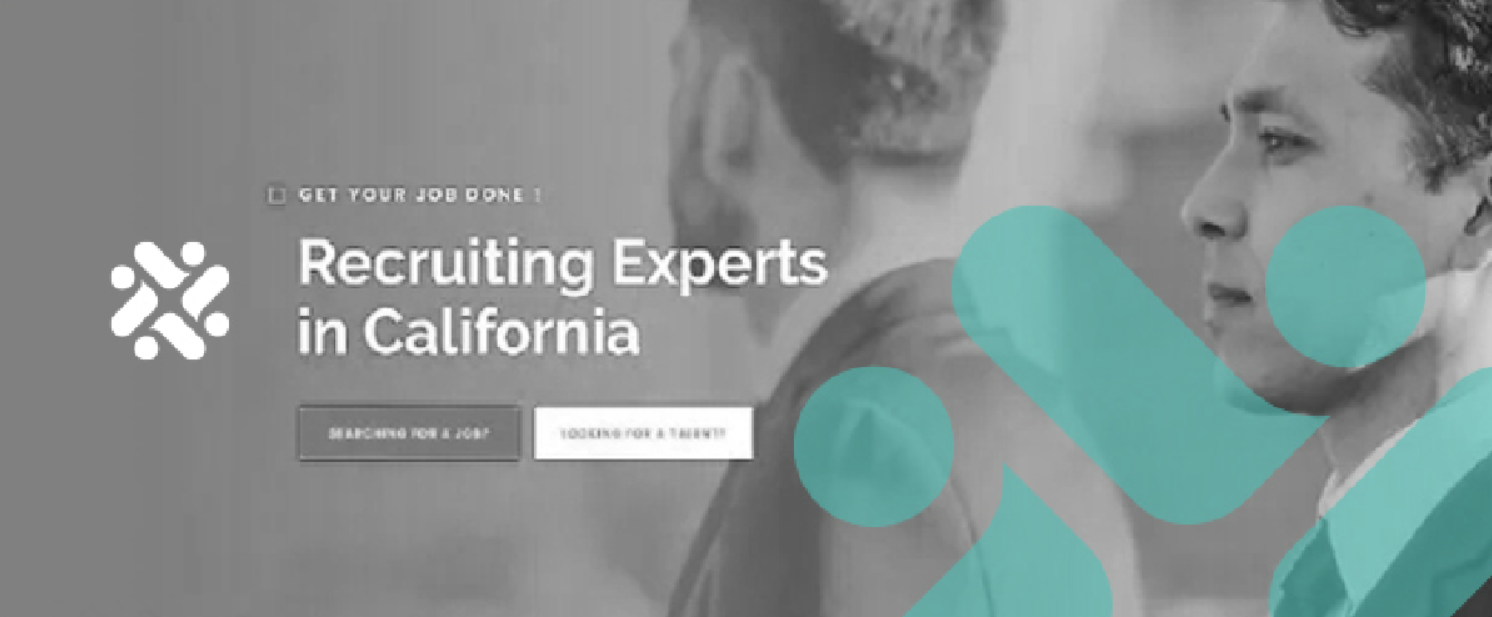 GET YOUR JOB DONE !
Recruiting Experts
in California
SEARCHING FOR A JOB?
LOOKING FOR A TALENT?